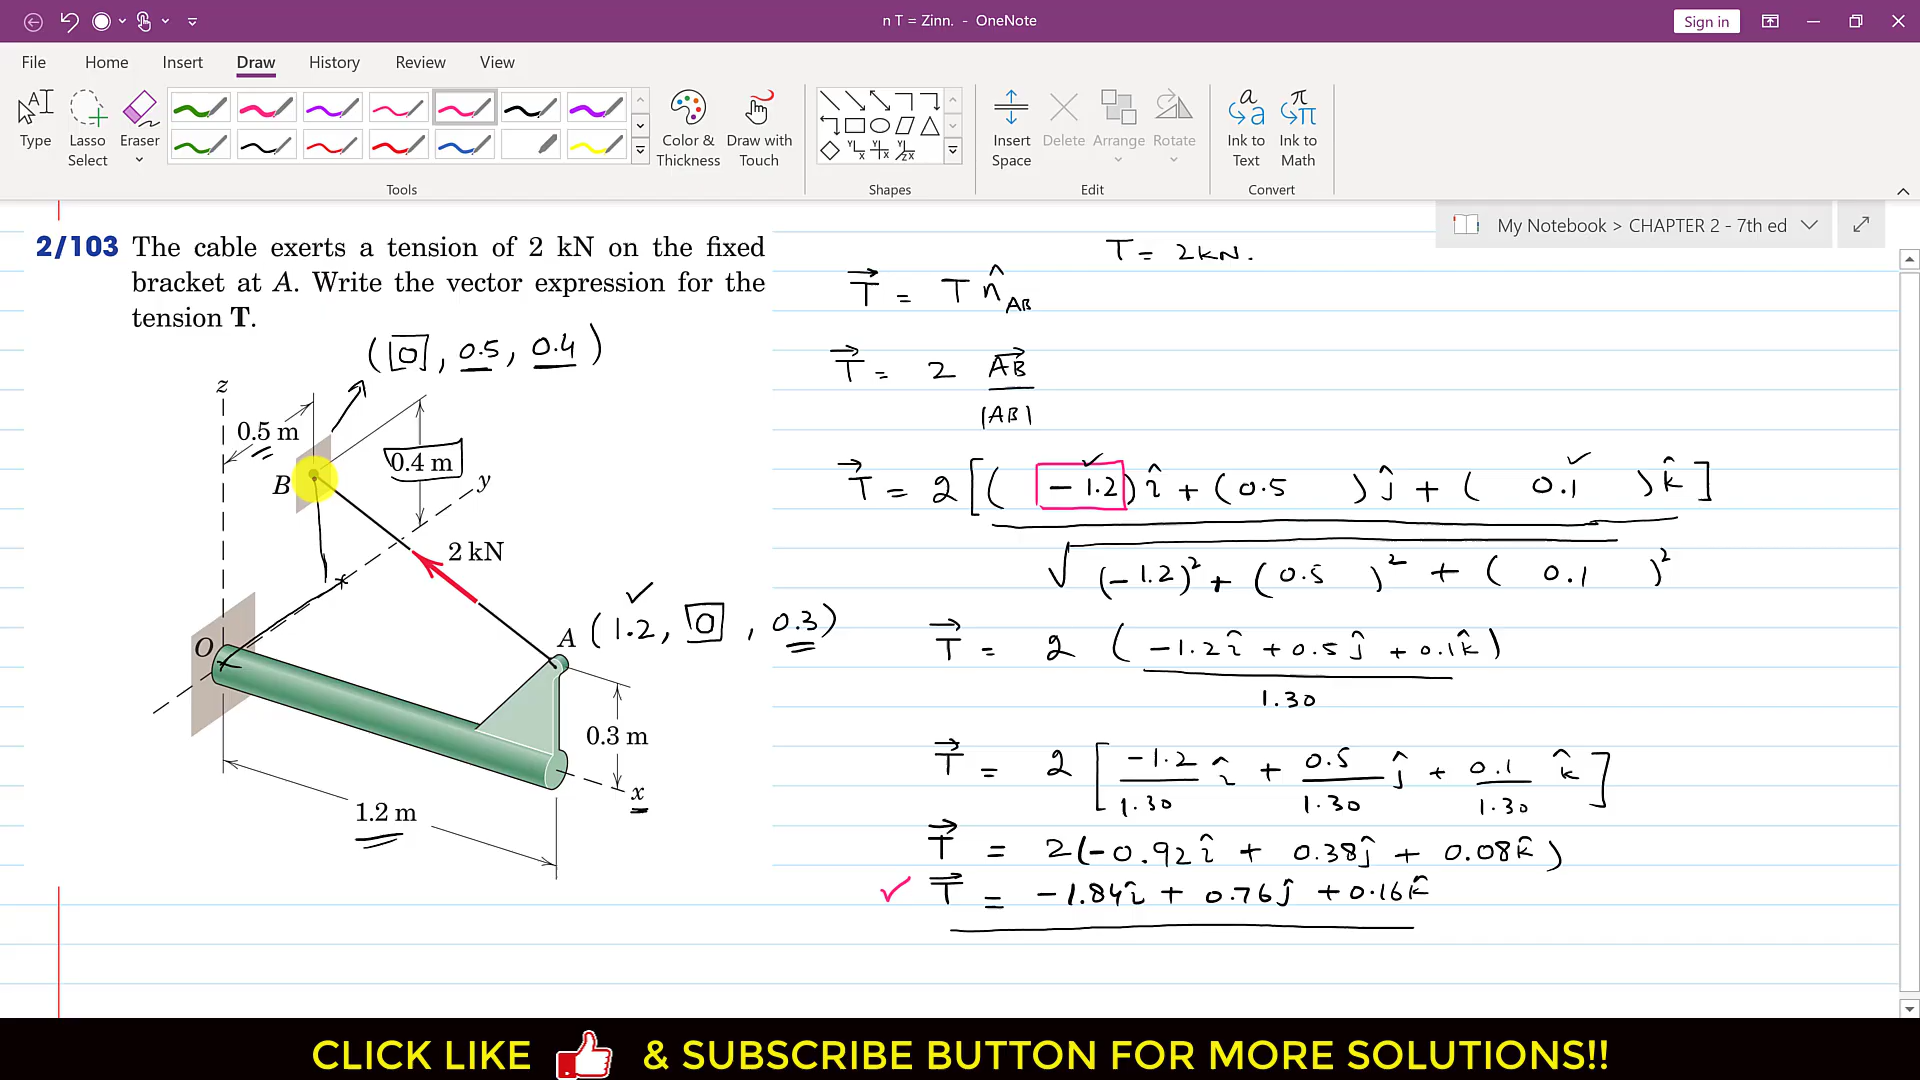 n T = Zinn. - OneNote
Sign in
File Home Insert Draw History Review View
Type
Lasso Select
Eraser
Color & Thickness
Draw with Touch
Insert Space
Delete
Arrange
Rotate
Ink to Text
Ink to Math
Tools
Shapes
Edit
Convert
My Notebook > CHAPTER 2 - 7th ed
2/103 The cable exerts a tension of 2 kN on the fixed
bracket at A. Write the vector expression for the
tension T.
([0], 0.5, 0.4)
z
0.5 m
0.4 m
B
y
2 kN
A (1.2, [0], 0.3)
O
0.3 m
x
1.2 m
T = 2kN.
T⃗ = T n̂_AB
T⃗ = 2 AB⃗ / |AB|
T⃗ = 2[(-1.2)î + (0.5)ĵ + (0.1)k̂]
√(-1.2)² + (0.5)² + (0.1)²
T⃗ = 2 (-1.2î + 0.5ĵ + 0.1k̂)
1.30
T⃗ = 2 [-1.2/1.30 î + 0.5/1.30 ĵ + 0.1/1.30 k̂]
T⃗ = 2(-0.92î + 0.38ĵ + 0.08k̂)
✓ T⃗ = -1.84î + 0.76ĵ + 0.16k̂
CLICK LIKE & SUBSCRIBE BUTTON FOR MORE SOLUTIONS!!